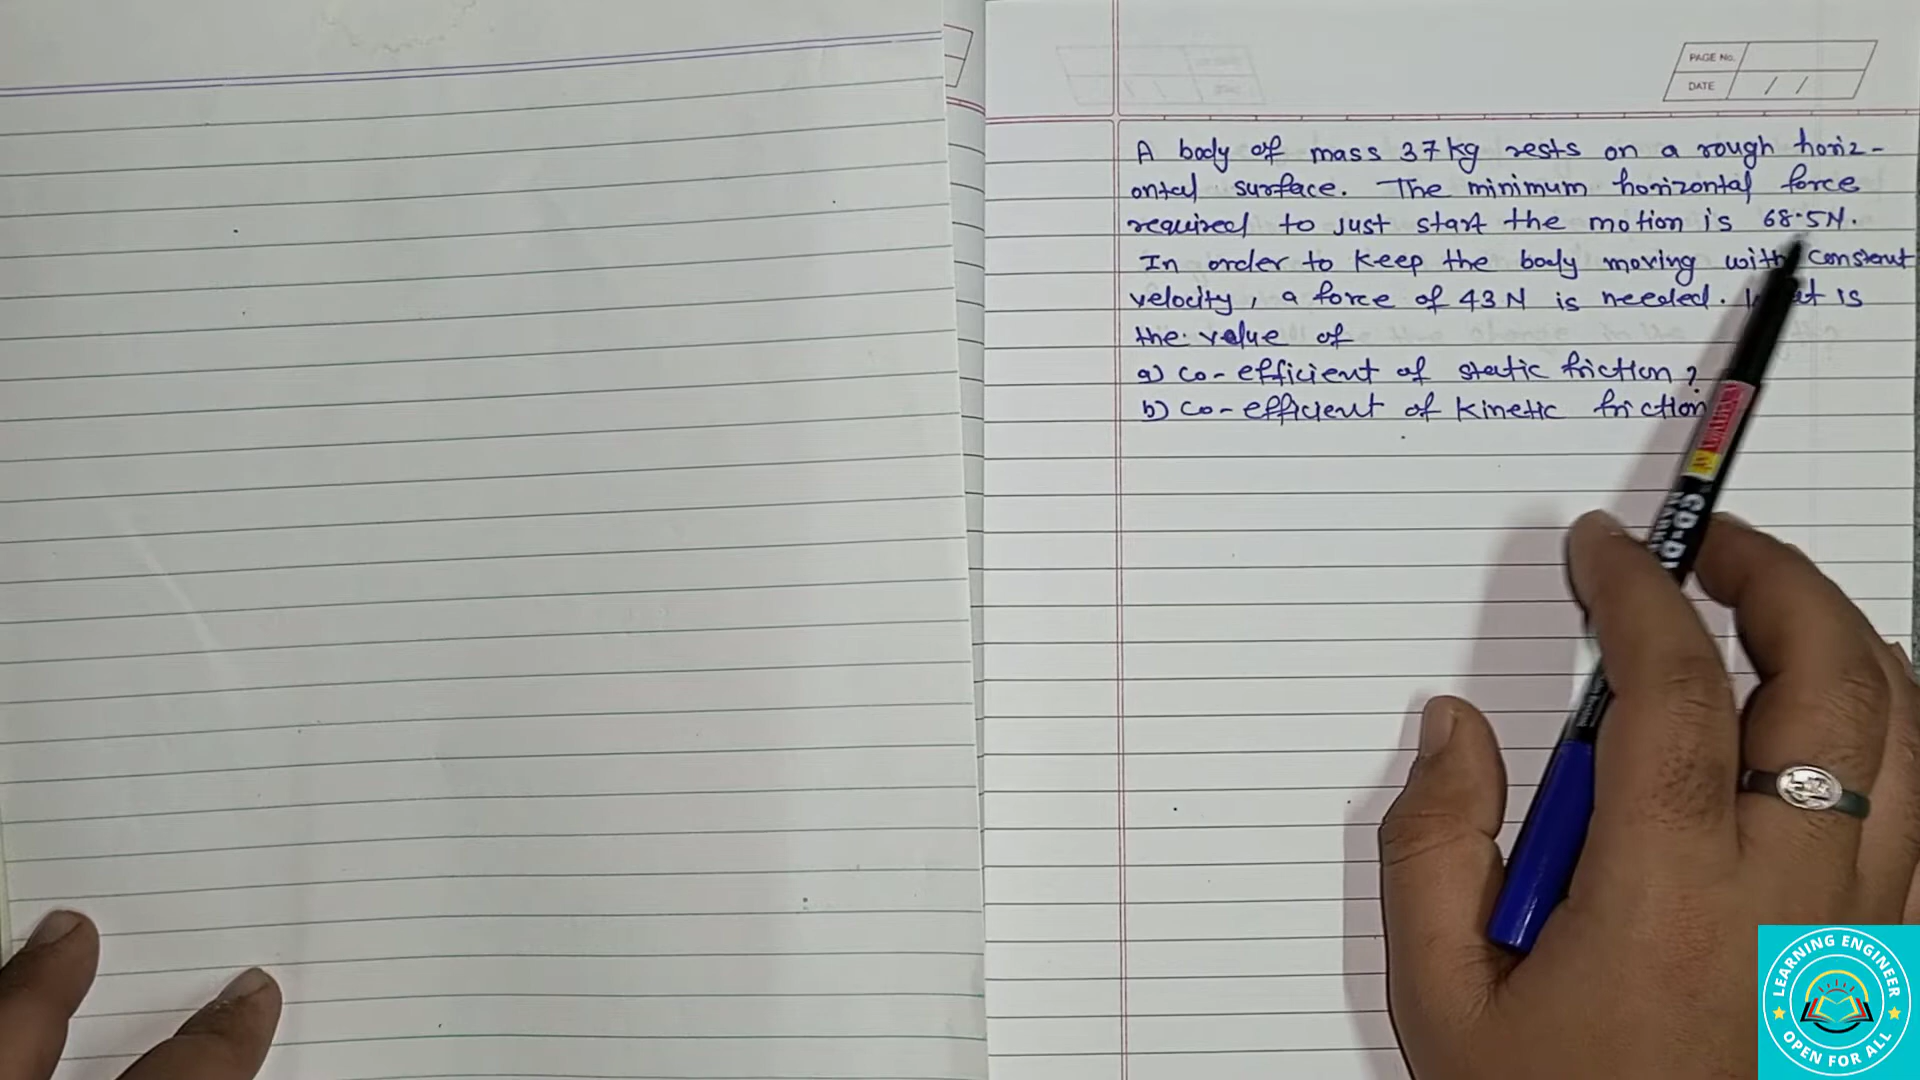 PAGE No.
DATE / /
A body of mass 37kg rests on a rough horiz-
ontal surface. The minimum horizontal force
required to just start the motion is 68.5N.
In order to keep the body moving with constant
velocity, a force of 43N is needed. is
the value of
a) co-efficient of static friction?
b) co-efficient of kinetic friction
LEARNING ENGINEER
OPEN FOR ALL